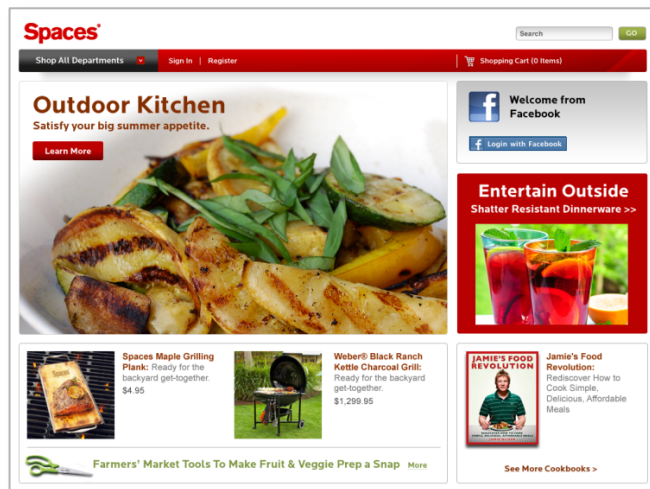 Spaces
Search
GO
Shop All Departments
Sign In | Register
Shopping Cart (0 Items)
Outdoor Kitchen
Satisfy your big summer appetite.
Learn More
f
Welcome from
Facebook
f Login with Facebook
Entertain Outside
Shatter Resistant Dinnerware >>
Spaces Maple Grilling
Plank: Ready for the
backyard get-together.
$4.95
Weber® Black Ranch
Kettle Charcoal Grill:
Ready for the backyard
get-together.
$1,299.95
JAMIE'S FOOD
REVOLUTION
Jamie's Food
Revolution:
Rediscover How to
Cook Simple,
Delicious, Affordable
Meals
Farmers' Market Tools To Make Fruit & Veggie Prep a Snap More
See More Cookbooks >